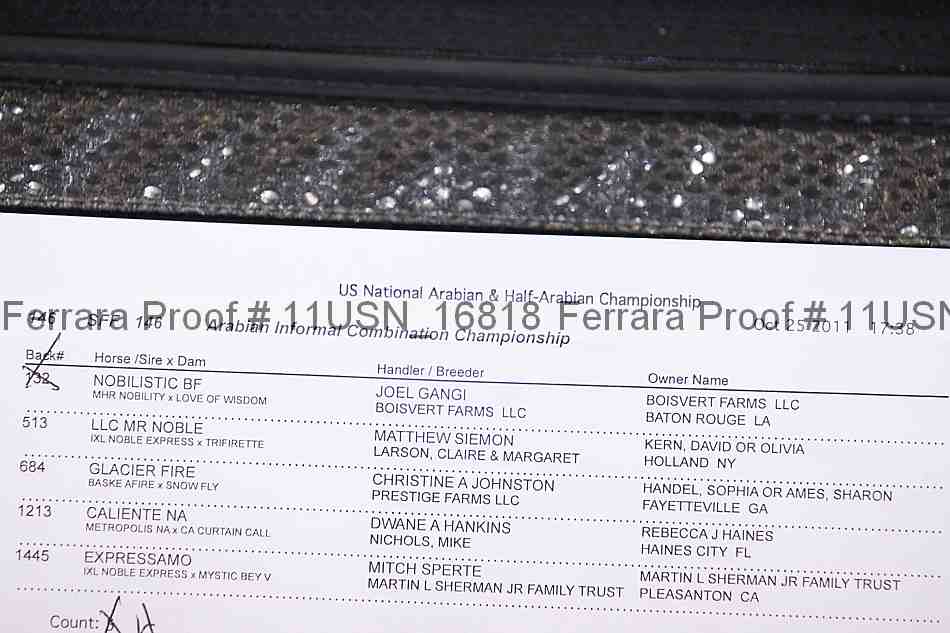 US National Arabian & Half-Arabian Championship
Ferrara Proof # 11USN_16818 Ferrara Proof # 11USN
146 SFF 146 Arabian Informal Combination Championship Oct 25/2011 17:38
Back# Horse /Sire x Dam Handler / Breeder Owner Name
132 NOBILISTIC BF JOEL GANGI BOISVERT FARMS LLC
MHR NOBILITY x LOVE OF WISDOM BOISVERT FARMS LLC BATON ROUGE LA
513 LLC MR NOBLE MATTHEW SIEMON KERN, DAVID OR OLIVIA
IXL NOBLE EXPRESS x TRIFIRETTE LARSON, CLAIRE & MARGARET HOLLAND NY
684 GLACIER FIRE CHRISTINE A JOHNSTON HANDEL, SOPHIA OR AMES, SHARON
BASKE AFIRE x SNOW FLY PRESTIGE FARMS LLC FAYETTEVILLE GA
1213 CALIENTE NA DWANE A HANKINS REBECCA J HAINES
METROPOLIS NA x CA CURTAIN CALL NICHOLS, MIKE HAINES CITY FL
1445 EXPRESSAMO MITCH SPERTE MARTIN L SHERMAN JR FAMILY TRUST
IXL NOBLE EXPRESS x MYSTIC BEY V MARTIN L SHERMAN JR FAMILY TRUST PLEASANTON CA
Count: